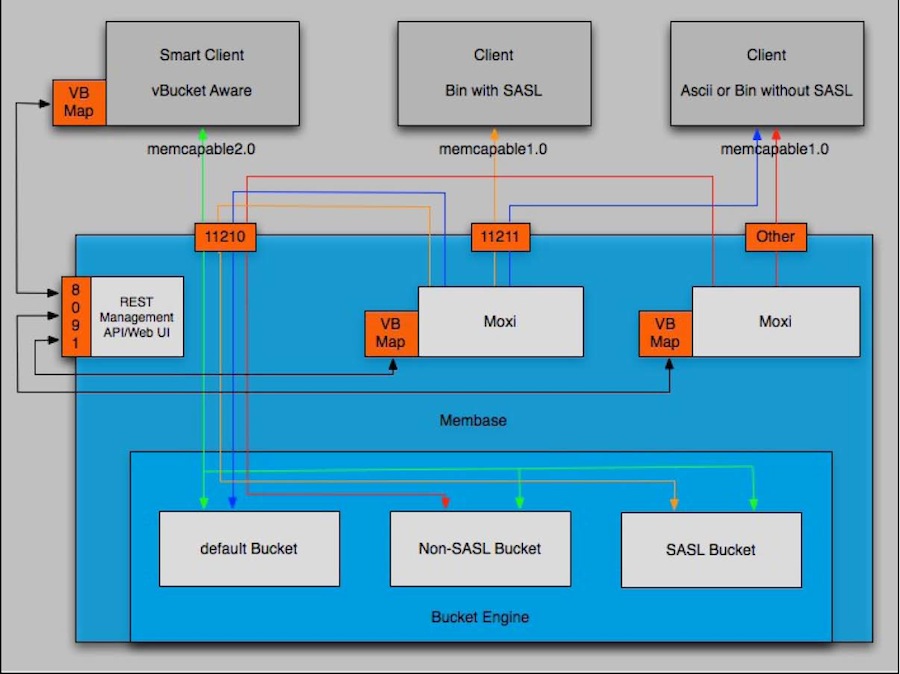 Smart Client
vBucket Aware
VB
Map
Client
Bin with SASL
Client
Ascii or Bin without SASL
memcapable2.0
memcapable1.0
memcapable1.0
11210
11211
Other
8
0
9
1
REST
Management
API/Web UI
VB
Map
Moxi
VB
Map
Moxi
Membase
default Bucket
Non-SASL Bucket
SASL Bucket
Bucket Engine